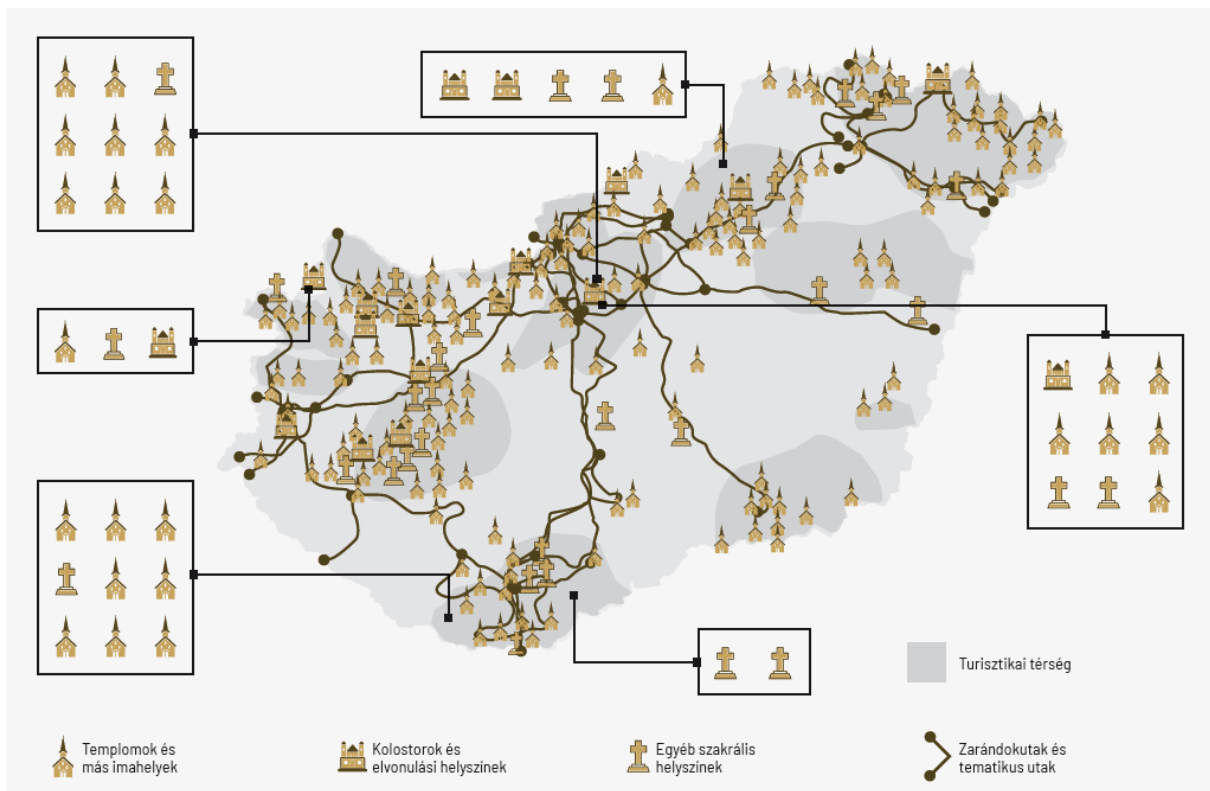 Turisztikai térség
Templomok és
más imahelyek
Kolostorok és
elvonulási helyszínek
Egyéb szakrális
helyszínek
Zarándokutak és
tematikus utak